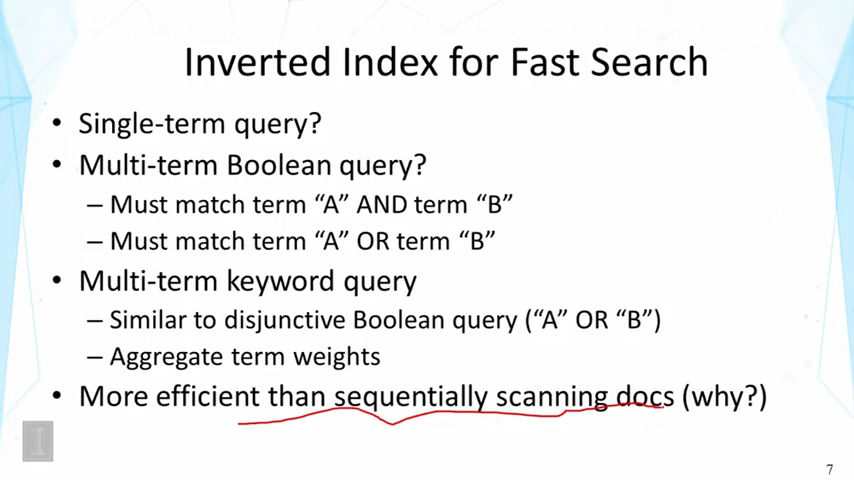 Inverted Index for Fast Search
• Single-term query?
• Multi-term Boolean query?
– Must match term “A” AND term “B”
– Must match term “A” OR term “B”
• Multi-term keyword query
– Similar to disjunctive Boolean query (“A” OR “B”)
– Aggregate term weights
• More efficient than sequentially scanning docs (why?)
I
7